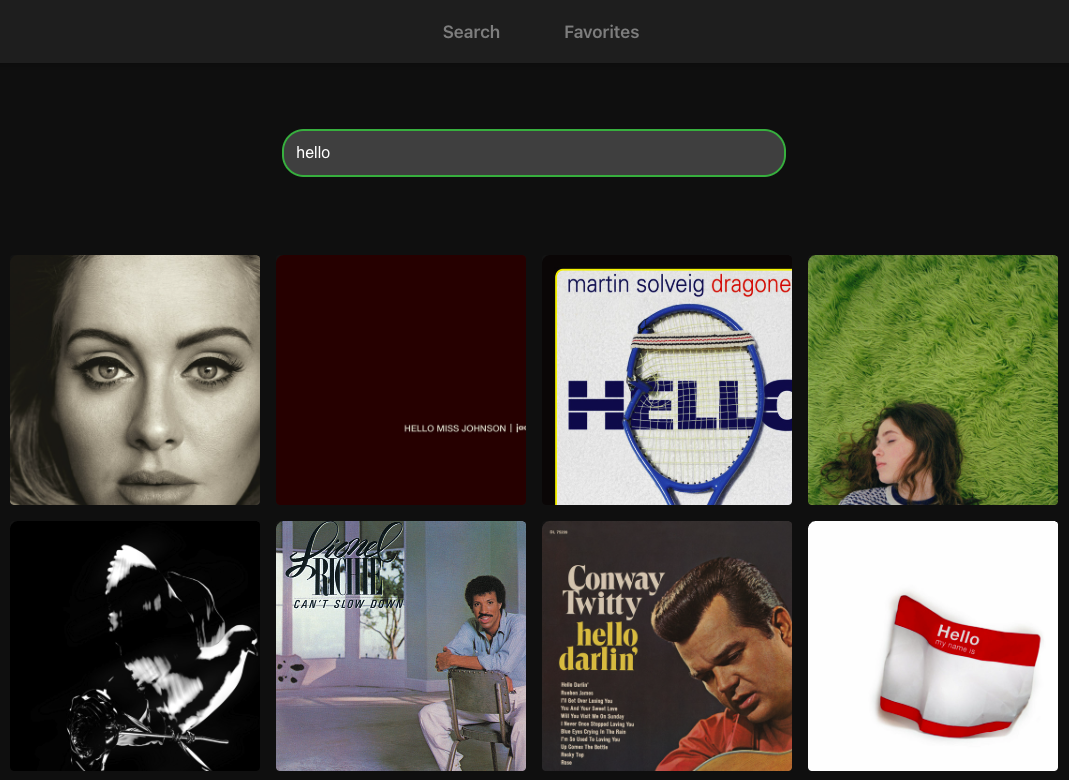 Search Favorites
hello
HELLO MISS JOHNSON |
martin solveig dragone
HELLO
Lionel
RICHIE
CAN'T SLOW DOWN
Conway
Twitty
hello
darlin'
Hello Darlin'
Reuben James
I'll Get Over Losing You
You And Your Sweet Love
Will You Visit Me On Sunday
I Never Once Stopped Loving You
Blue Eyes Crying In The Rain
I'm So Used To Loving You
Up Comes The Bottle
Rocky Top
Rose
Hello
my name is